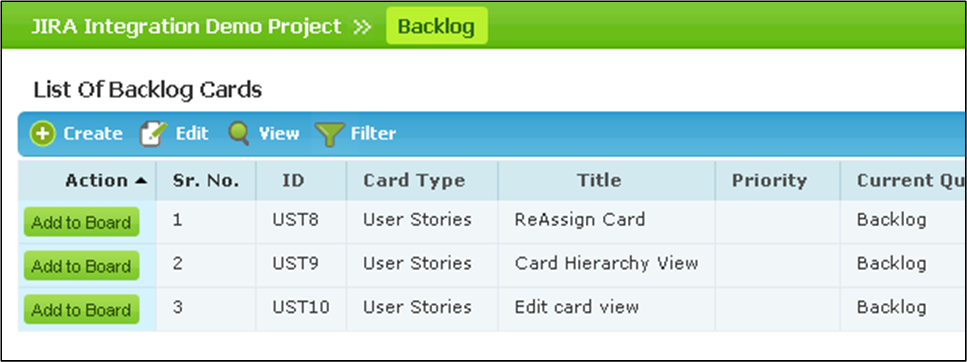 JIRA Integration Demo Project >> Backlog
List Of Backlog Cards
Create Edit View Filter
Action Sr. No. ID Card Type Title Priority Current Qu
Add to Board 1 UST8 User Stories ReAssign Card Backlog
Add to Board 2 UST9 User Stories Card Hierarchy View Backlog
Add to Board 3 UST10 User Stories Edit card view Backlog